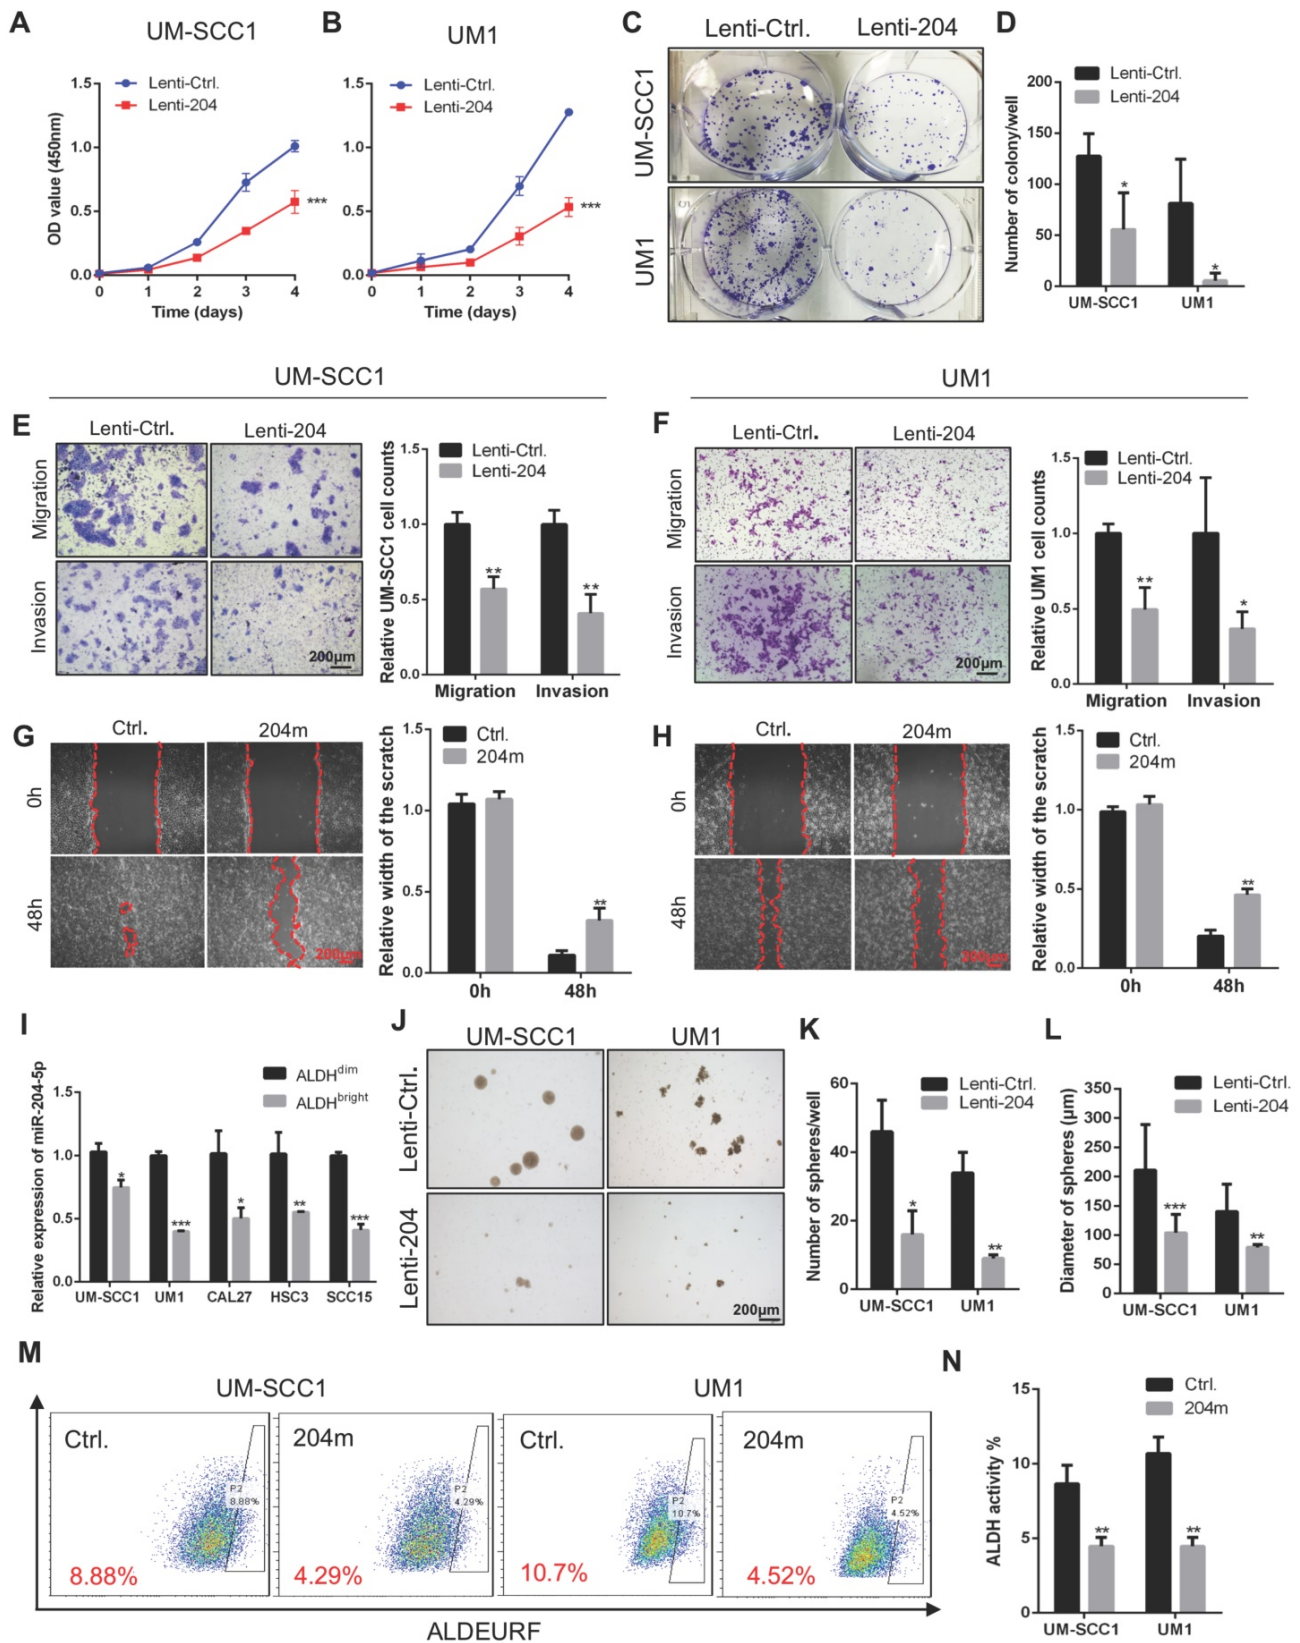 A
UM-SCC1
Lenti-Ctrl.
Lenti-204
OD value (450nm)
1.5
1.0
0.5
0.0
***
0 1 2 3 4
Time (days)
B
UM1
Lenti-Ctrl.
Lenti-204
1.5
1.0
0.5
0.0
***
0 1 2 3 4
Time (days)
C
Lenti-Ctrl. Lenti-204
UM-SCC1
UM1
D
Lenti-Ctrl.
Lenti-204
Number of colony/well
200
150
100
50
0
*
*
UM-SCC1 UM1
UM-SCC1
UM1
E
Lenti-Ctrl. Lenti-204
Migration
Invasion
200μm
Relative UM-SCC1 cell counts
Lenti-Ctrl.
Lenti-204
1.5
1.0
0.5
0.0
**
**
Migration Invasion
F
Lenti-Ctrl. Lenti-204
Migration
Invasion
200μm
Relative UM1 cell counts
Lenti-Ctrl.
Lenti-204
1.5
1.0
0.5
0.0
**
*
Migration Invasion
G
Ctrl. 204m
0h
48h
200μm
Relative width of the scratch
Ctrl.
204m
1.5
1.0
0.5
0.0
**
0h 48h
H
Ctrl. 204m
0h
48h
200μm
Relative width of the scratch
Ctrl.
204m
1.5
1.0
0.5
0.0
**
0h 48h
I
ALDHdim
ALDHbright
Relative expression of miR-204-5p
1.5
1.0
0.5
0.0
*
***
*
**
***
UM-SCC1 UM1 CAL27 HSC3 SCC15
J
UM-SCC1 UM1
Lenti-Ctrl.
Lenti-204
200μm
K
Lenti-Ctrl.
Lenti-204
Number of spheres/well
60
40
20
0
*
**
UM-SCC1 UM1
L
Lenti-Ctrl.
Lenti-204
Diameter of spheres (μm)
350
300
250
200
150
100
50
0
***
**
UM-SCC1 UM1
M
UM-SCC1 UM1
Ctrl.
P2
8.88%
8.88%
204m
P2
4.29%
4.29%
Ctrl.
P2
10.7%
10.7%
204m
P2
4.52%
4.52%
ALDEURF
N
Ctrl.
204m
ALDH activity %
15
10
5
0
**
**
UM-SCC1 UM1